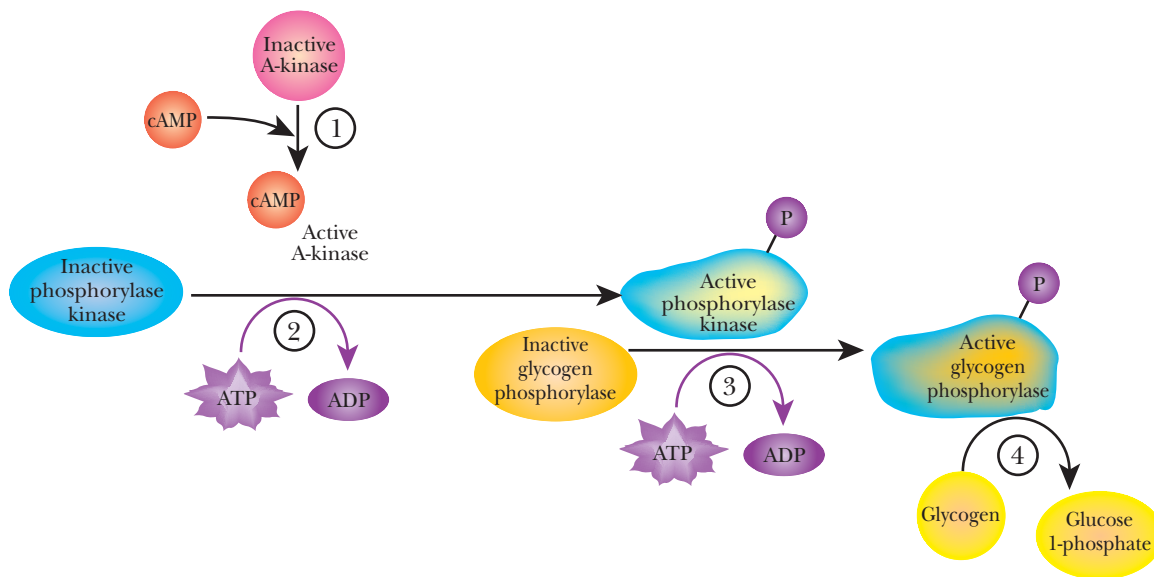 Inactive
A-kinase
cAMP
1
cAMP
Active
A-kinase
Inactive
phosphorylase
kinase
2
ATP
ADP
P
Active
phosphorylase
kinase
Inactive
glycogen
phosphorylase
3
ATP
ADP
P
Active
glycogen
phosphorylase
4
Glycogen
Glucose
1-phosphate